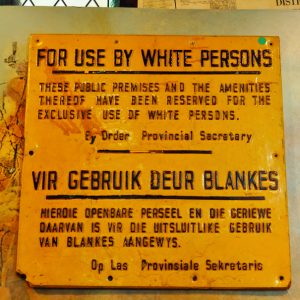 FOR USE BY WHITE PERSONS
THESE PUBLIC PREMISES AND THE AMENITIES
THEREOF HAVE BEEN RESERVED FOR THE
EXCLUSIVE USE OF WHITE PERSONS.
By Order Provincial Secretary
VIR GEBRUIK DEUR BLANKES
HIERDIE OPENBARE PERSEEL EN DIE GERIEWE
DAARVAN IS VIR DIE UITSLUITLIKE GEBRUIK
VAN BLANKES AANGEWYS.
Op Las Provinsiale Sekretaris